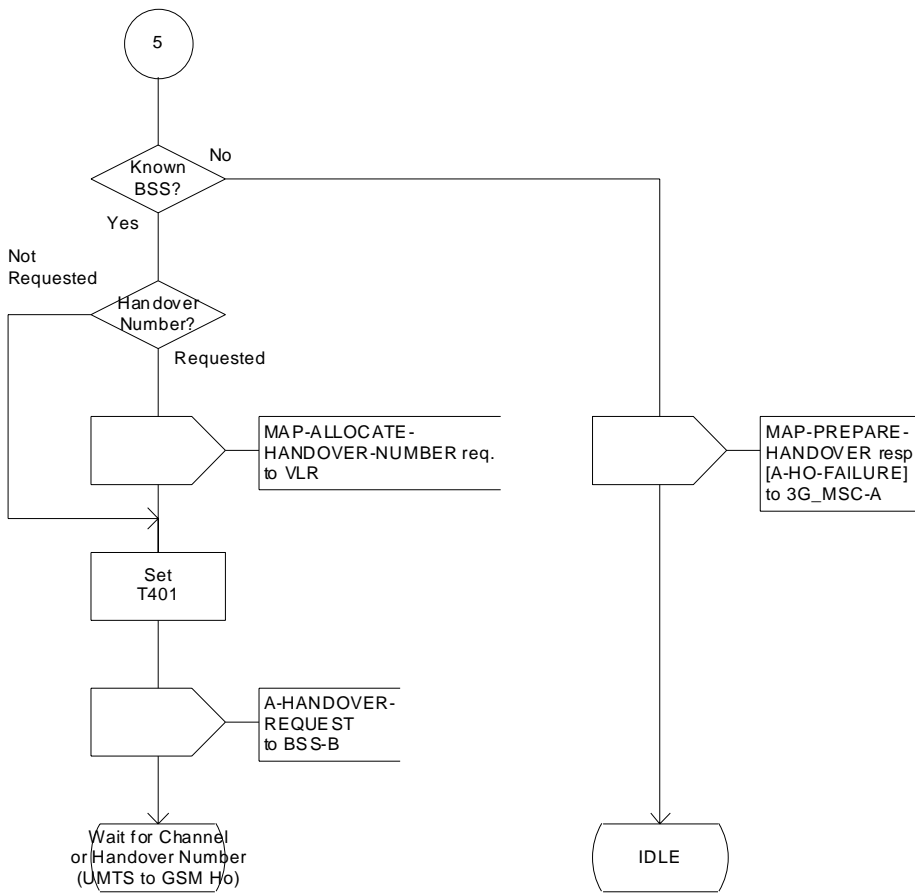 5
Known
BSS?
No
Yes
Not
Requested
Handover
Number?
Requested
MAP-ALLOCATE-
HANDOVER-NUMBER req.
to VLR
MAP-PREPARE-
HANDOVER resp
[A-HO-FAILURE]
to 3G_MSC-A
Set
T401
A-HANDOVER-
REQUEST
to BSS-B
Wait for Channel
or Handover Number
(UMTS to GSM Ho)
IDLE